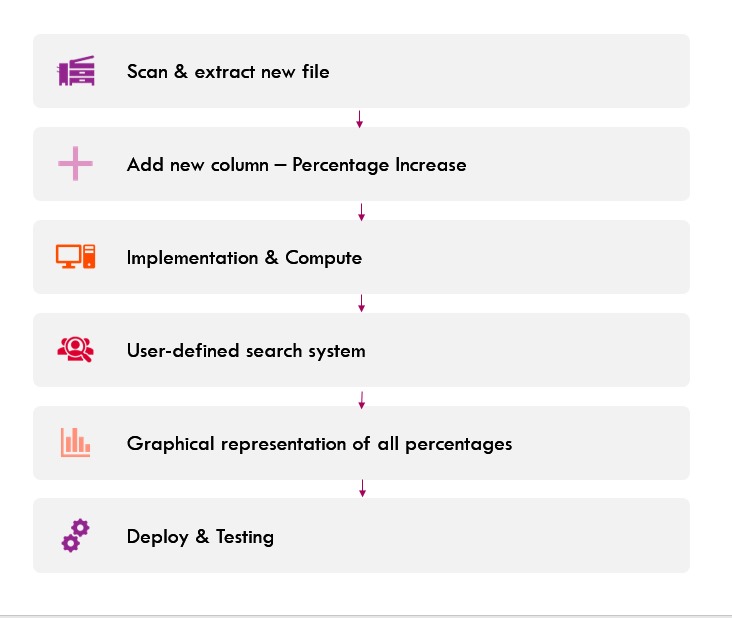 Scan & extract new file
Add new column – Percentage Increase
Implementation & Compute
User-defined search system
Graphical representation of all percentages
Deploy & Testing